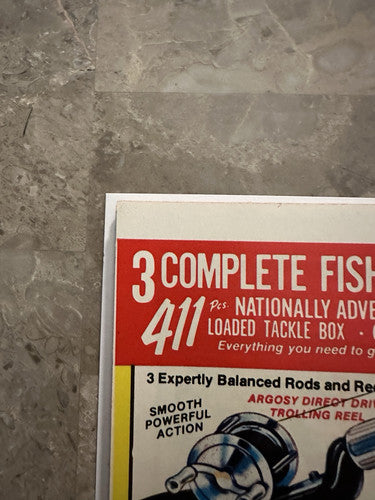 3 COMPLETE FISH
411 Pcs. NATIONALLY ADVE
LOADED TACKLE BOX ·
Everything you need to g
3 Expertly Balanced Rods and Ree
SMOOTH
POWERFUL
ACTION
ARGOSY DIRECT DRIV
TROLLING REEL